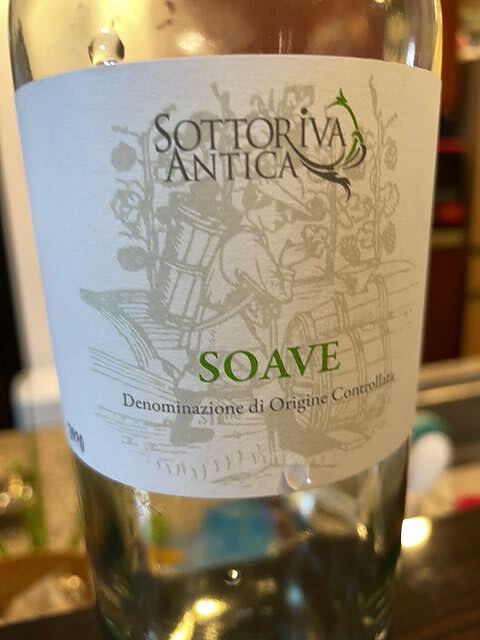 SOTTORIVA
ANTICA
SOAVE
Denominazione di Origine Controllata